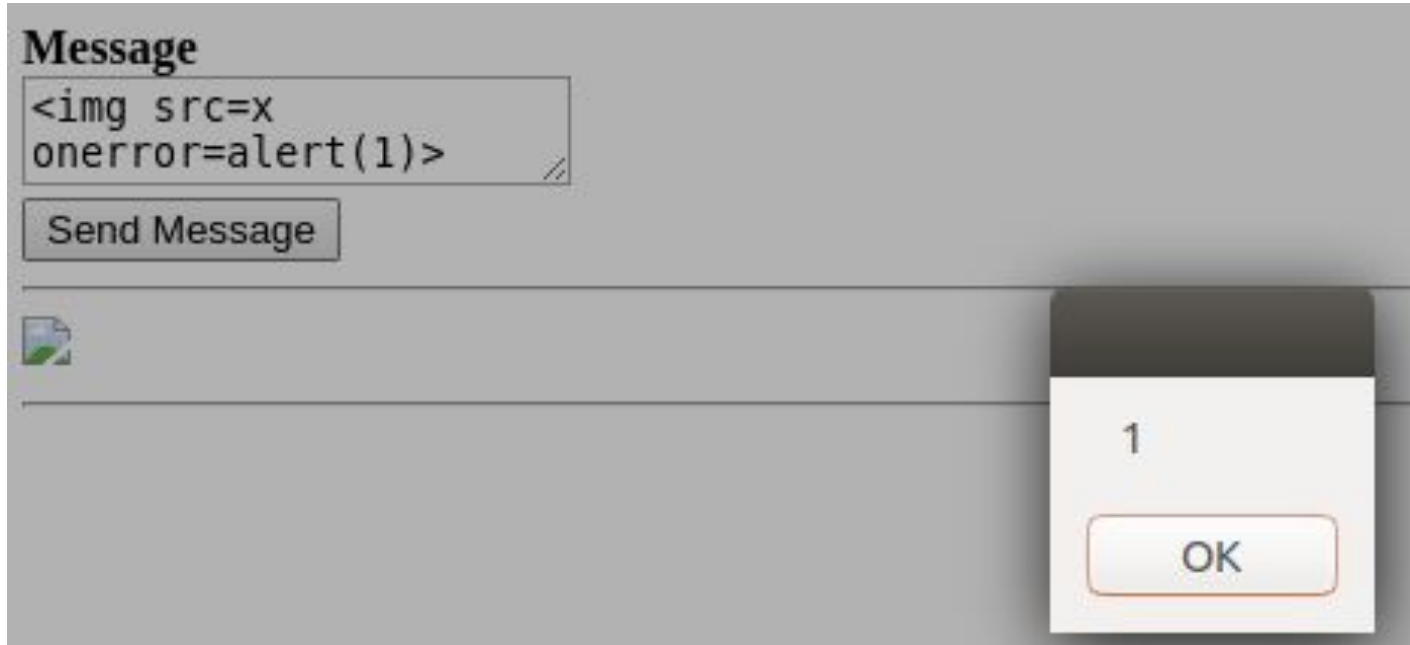 Message
<img src=x
onerror=alert(1)>
Send Message
1
OK